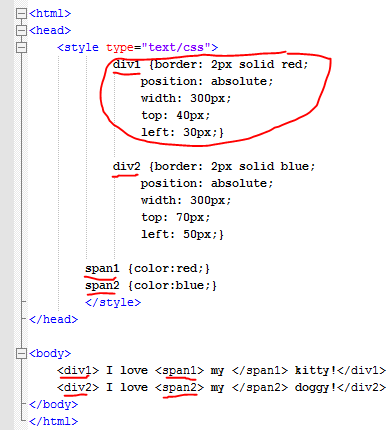 <html>
<head>
<style type="text/css">
div1 {border: 2px solid red;
position: absolute;
width: 300px;
top: 40px;
left: 30px;}
div2 {border: 2px solid blue;
position: absolute;
width: 300px;
top: 70px;
left: 50px;}
span1 {color:red;}
span2 {color:blue;}
</style>
</head>
<body>
<div1> I love <span1> my </span1> kitty!</div1>
<div2> I love <span2> my </span2> doggy!</div2>
</body>
</html>